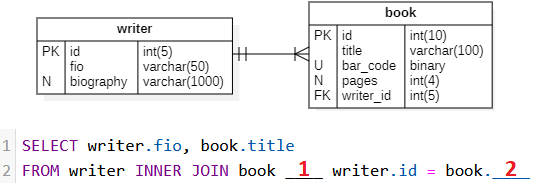 writer
PK id int(5)
fio varchar(50)
N biography varchar(1000)
book
PK id int(10)
title varchar(100)
U bar_code binary
N pages int(4)
FK writer_id int(5)
1 SELECT writer.fio, book.title
2 FROM writer INNER JOIN book __1__ writer.id = book.__2__